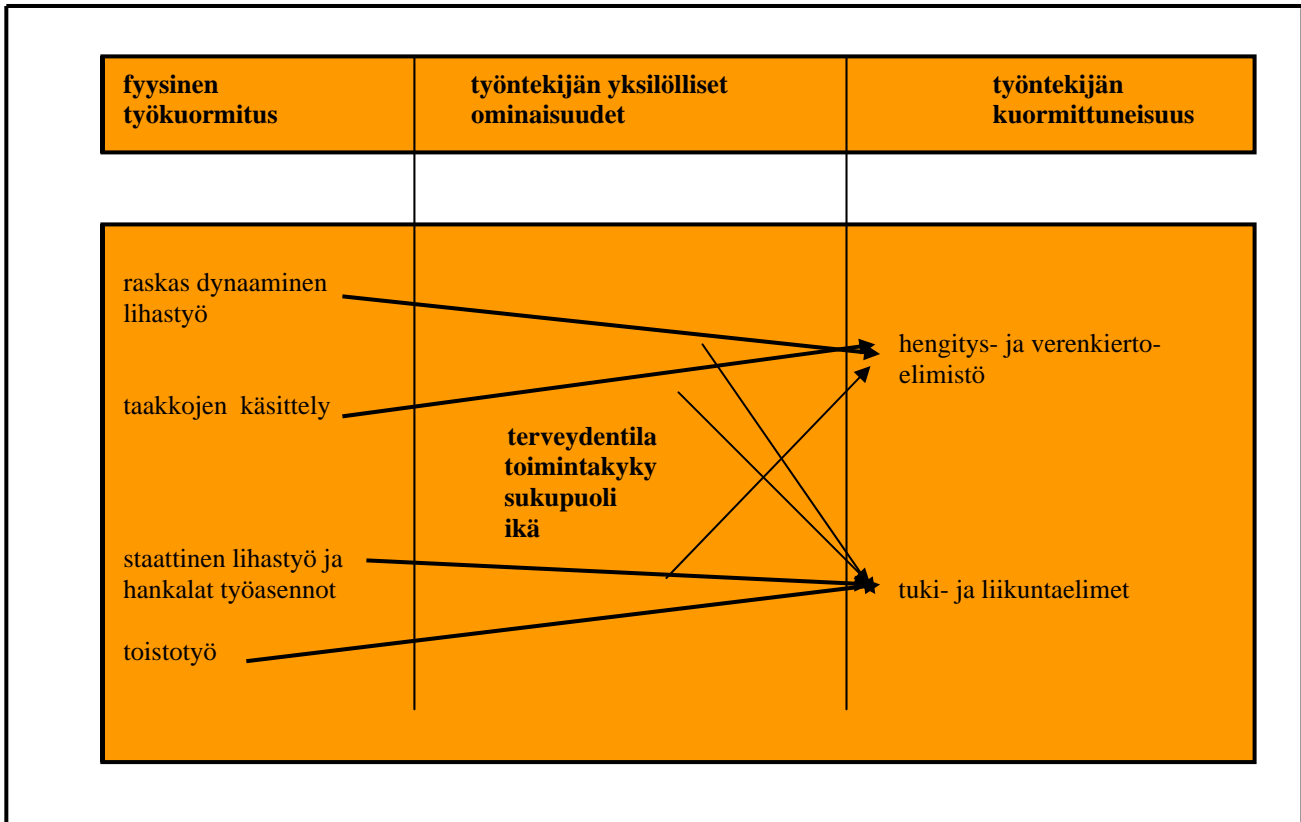 fyysinen
työkuormitus
työntekijän yksilölliset
ominaisuudet
työntekijän
kuormittuneisuus
raskas dynaaminen
lihastyö
taakkojen käsittely
terveydentila
toimintakyky
sukupuoli
ikä
staattinen lihastyö ja
hankalat työasennot
toistotyö
hengitys- ja verenkierto-
elimistö
tuki- ja liikuntaelimet